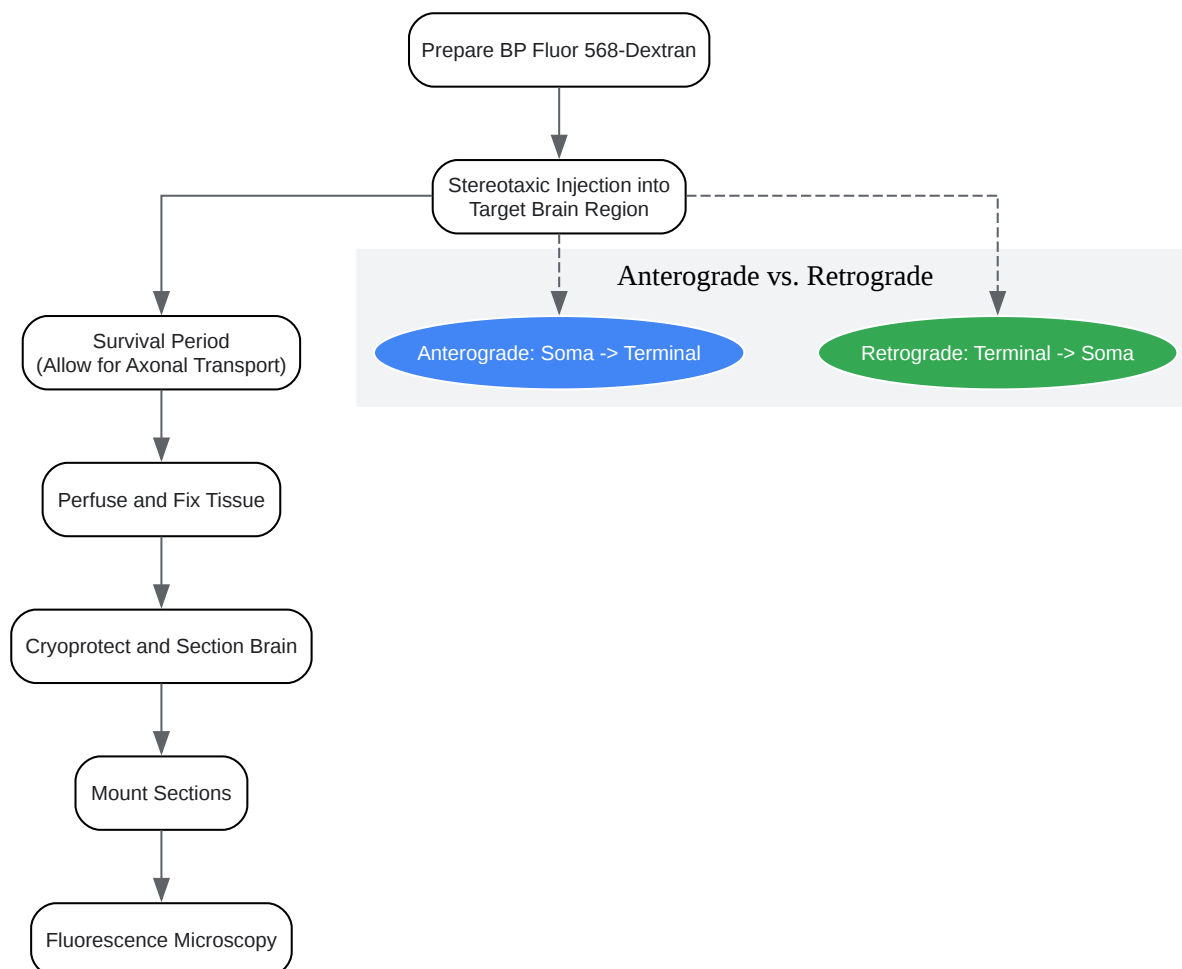 Prepare BP Fluor 568-Dextran
Stereotaxic Injection into
Target Brain Region
Anterograde vs. Retrograde
Survival Period
(Allow for Axonal Transport)
Anterograde: Soma -> Terminal
Retrograde: Terminal -> Soma
Perfuse and Fix Tissue
Cryoprotect and Section Brain
Mount Sections
Fluorescence Microscopy